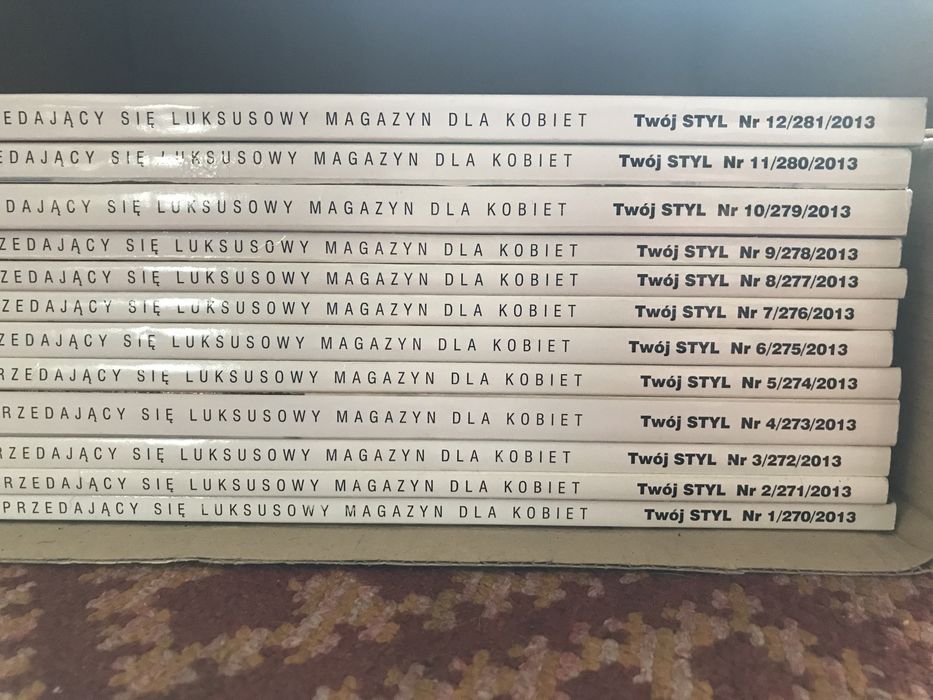 EDAJĄCY SIĘ LUKSUSOWY MAGAZYN DLA KOBIET Twój STYL Nr 12/281/2013
EDAJĄCY SIĘ LUKSUSOWY MAGAZYN DLA KOBIET Twój STYL Nr 11/280/2013
DAJĄCY SIĘ LUKSUSOWY MAGAZYN DLA KOBIET Twój STYL Nr 10/279/2013
ZEDAJĄCY SIĘ LUKSUSOWY MAGAZYN DLA KOBIET Twój STYL Nr 9/278/2013
RZEDAJĄCY SIĘ LUKSUSOWY MAGAZYN DLA KOBIET Twój STYL Nr 8/277/2013
RZEDAJĄCY SIĘ LUKSUSOWY MAGAZYN DLA KOBIET Twój STYL Nr 7/276/2013
ZEDAJĄCY SIĘ LUKSUSOWY MAGAZYN DLA KOBIET Twój STYL Nr 6/275/2013
RZEDAJĄCY SIĘ LUKSUSOWY MAGAZYN DLA KOBIET Twój STYL Nr 5/274/2013
RZEDAJĄCY SIĘ LUKSUSOWY MAGAZYN DLA KOBIET Twój STYL Nr 4/273/2013
RZEDAJĄCY SIĘ LUKSUSOWY MAGAZYN DLA KOBIET Twój STYL Nr 3/272/2013
RZEDAJĄCY SIĘ LUKSUSOWY MAGAZYN DLA KOBIET Twój STYL Nr 2/271/2013
PRZEDAJĄCY SIĘ LUKSUSOWY MAGAZYN DLA KOBIET Twój STYL Nr 1/270/2013